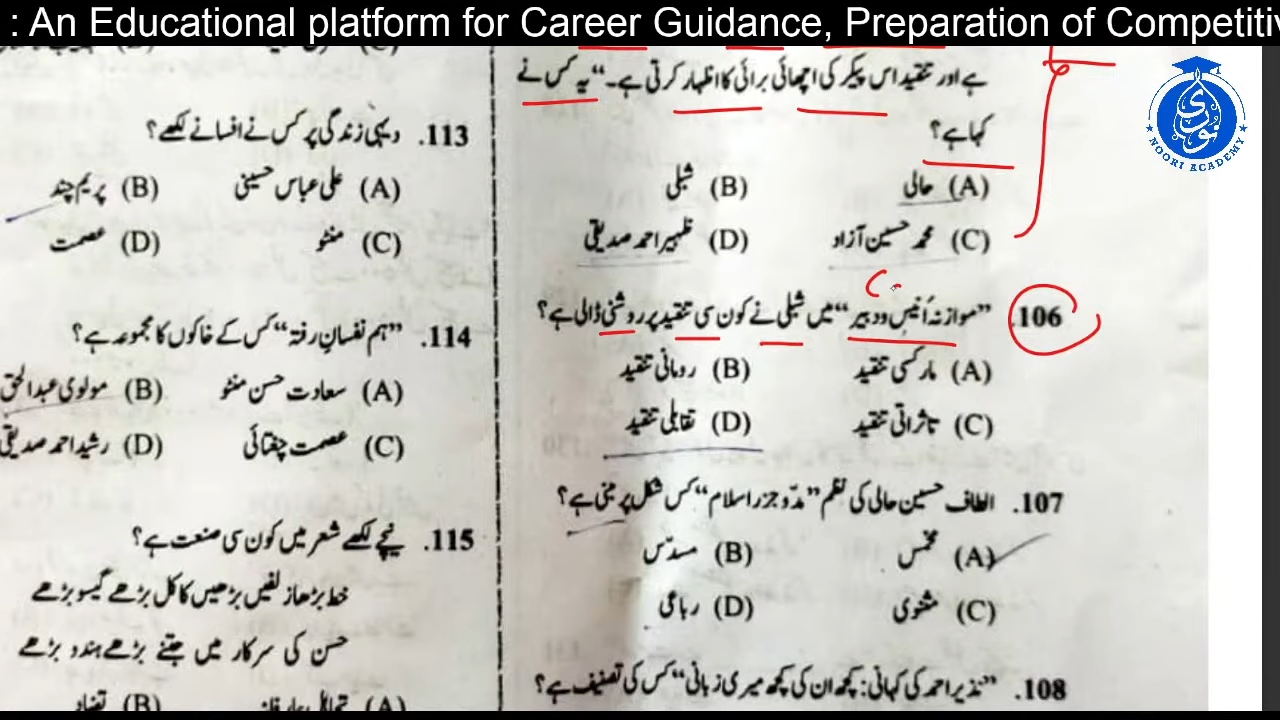 : An Educational platform for Career Guidance, Preparation of Competiti
NOORI ACADEMY
ہے اور تنقید اس پیکر کی اچھائی برائی کا اظہار کرتی ہے۔“ یہ کس نے
کہا ہے؟
(A) حالی (B) شبلی
(C) محمد حسین آزاد (D) ظہیر احمد صدیقی
106. ”موازنۂ انیس و دبیر“ میں شبلی نے کون سی تنقید پر روشنی ڈالی ہے؟
(A) مارکسی تنقید (B) رومانی تنقید
(C) تاثراتی تنقید (D) تقابلی تنقید
107. الطاف حسین حالی کی نظم ”مدّ و جزر اسلام“ کس شکل پر مبنی ہے؟
(A) مخمس (B) مسدّس
(C) مثنوی (D) رباعی
108. ”نذیر احمد کی کہانی: کچھ ان کی کچھ میری زبانی“ کس کی تصنیف ہے؟
113. دیہی زندگی پر کس نے افسانے لکھے؟
(A) علی عباس حسینی (B) پریم چند
(C) منٹو (D) عصمت
114. ”ہم نفسانِ رفتہ“ کس کے خاکوں کا مجموعہ ہے؟
(A) سعادت حسن منٹو (B) مولوی عبدالحق
(C) عصمت چغتائی (D) رشید احمد صدیقی
115. نیچے لکھے شعر میں کون سی صنعت ہے؟
خط بڑھا زلفیں بڑھیں کاکل بڑھے گیسو بڑھے
حسن کی سرکار میں جتنے بڑھے ہندو بڑھے
(A) (B) تضاد